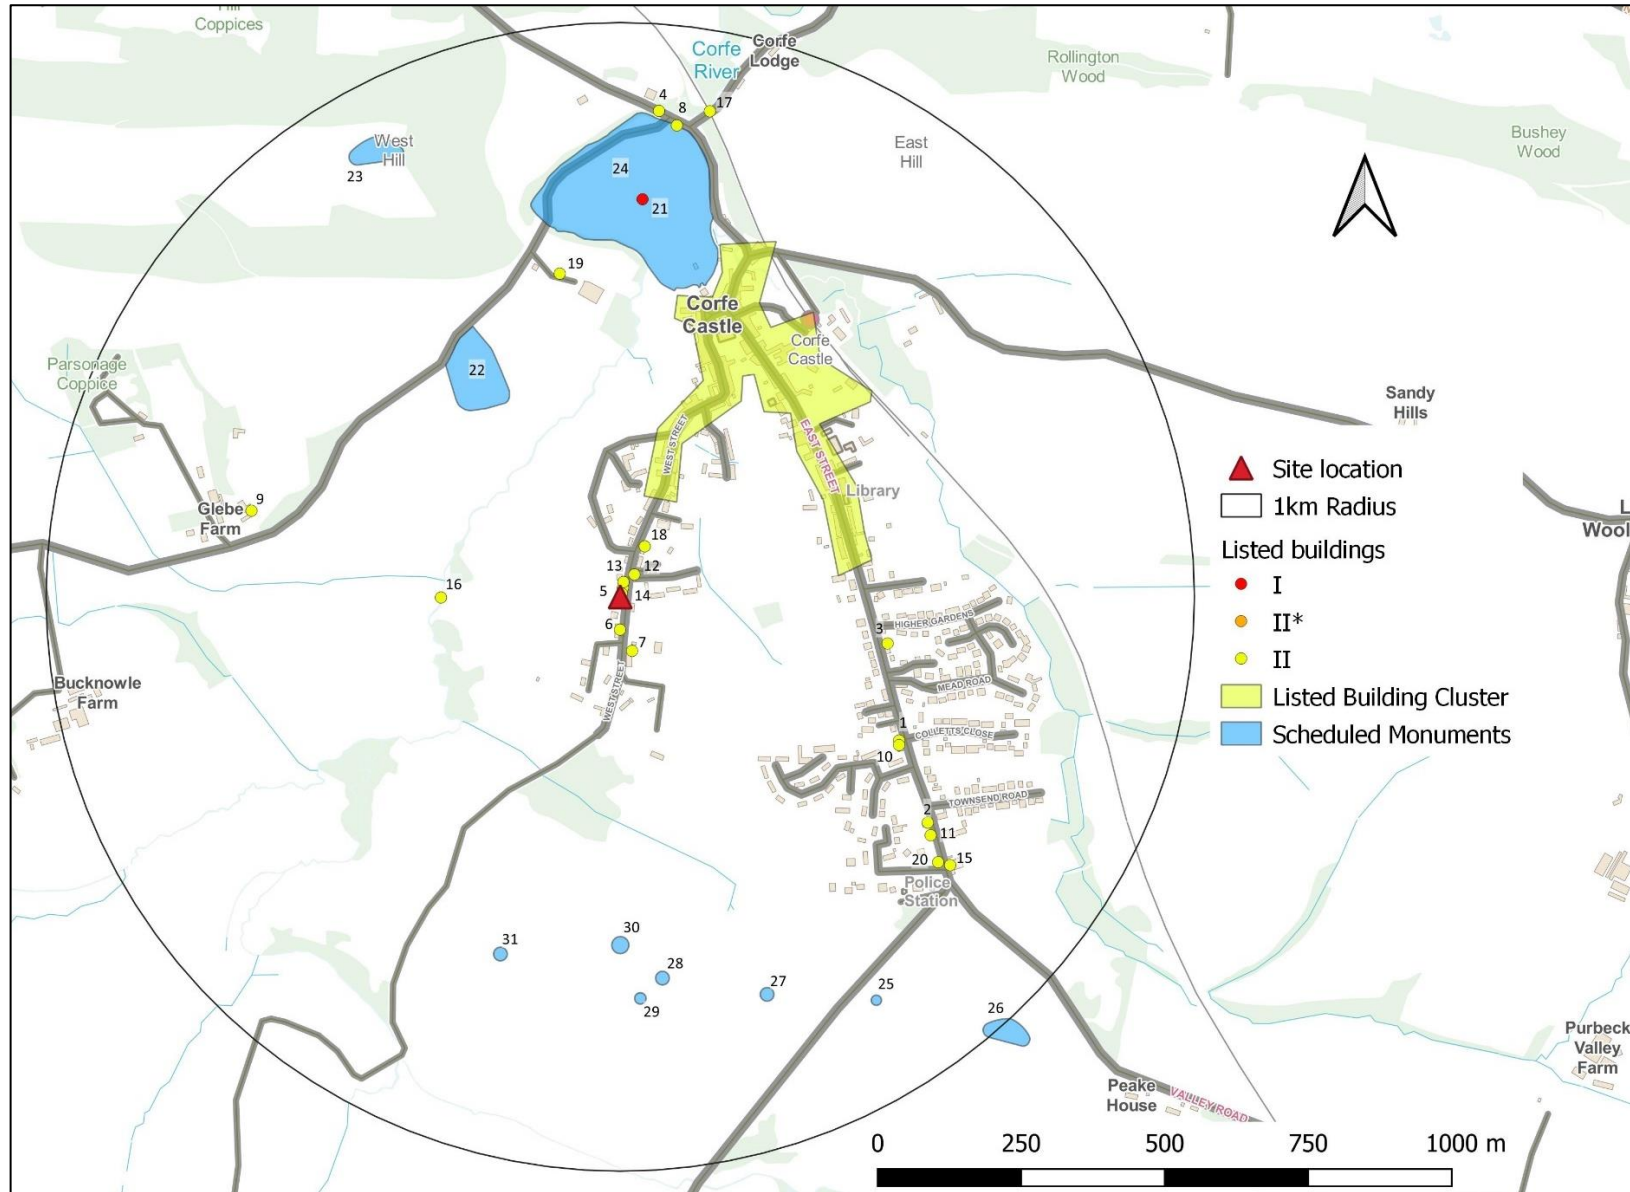 Hill
Coppices
Corfe
River
Corfe
Lodge
Rollington
Wood
4
8
17
West
Hill
23
East
Hill
Bushey
Wood
24
21
19
Corfe
Castle
Corfe
Castle
Parsonage
Coppice
22
Sandy
Hills
WEST STREET
EAST STREET
Library
9
Glebe
Farm
18
13
12
16
5
14
6
7
WEST STREET
HIGHER GARDENS
3
MEAD ROAD
Bucknowle
Farm
1
COLLETTS CLOSE
10
TOWNSEND ROAD
2
11
20
15
Police
Station
31
30
28
29
27
25
26
Peake
House
VALLEY ROAD
Purbeck
Valley
Farm
L
Wool
Site location
1km Radius
Listed buildings
I
II*
II
Listed Building Cluster
Scheduled Monuments
0 250 500 750 1000 m